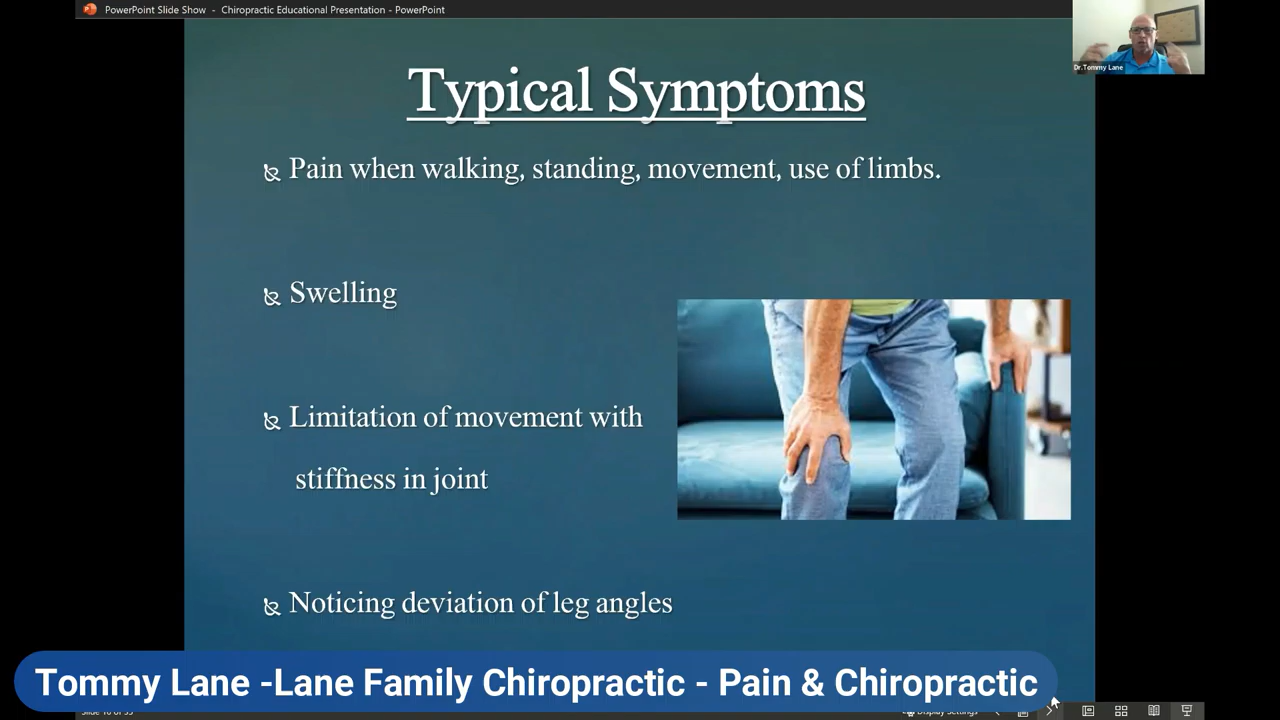 PowerPoint Slide Show - Chiropractic Educational Presentation - PowerPoint
Dr.Tommy Lane
Typical Symptoms
Pain when walking, standing, movement, use of limbs.
Swelling
Limitation of movement with
stiffness in joint
Noticing deviation of leg angles
Tommy Lane -Lane Family Chiropractic - Pain & Chiropractic
Display Settings